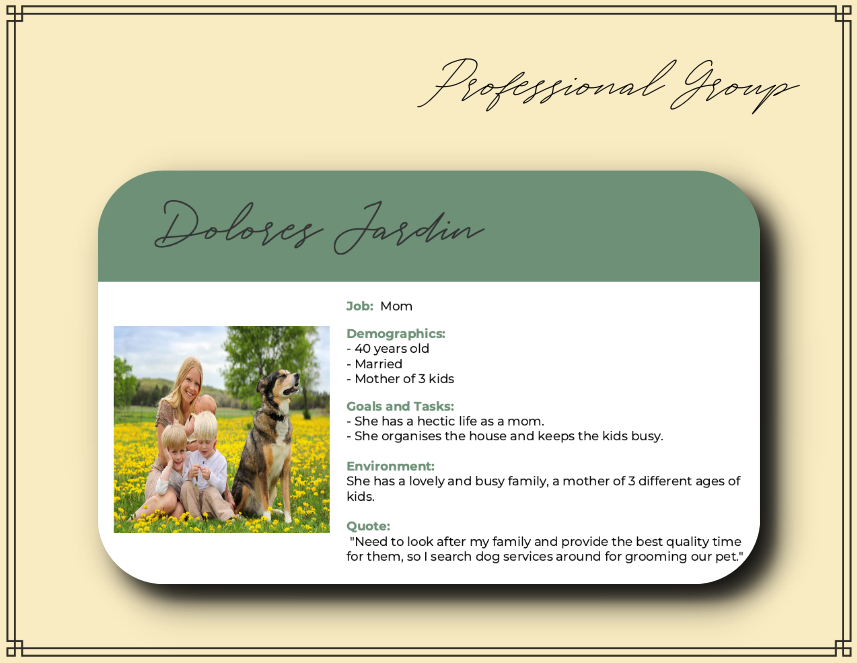 Professional Group
Dolores Jardin
Job: Mom
Demographics:
- 40 years old
- Married
- Mother of 3 kids
Goals and Tasks:
- She has a hectic life as a mom.
- She organises the house and keeps the kids busy.
Environment:
She has a lovely and busy family, a mother of 3 different ages of
kids.
Quote:
"Need to look after my family and provide the best quality time
for them, so I search dog services around for grooming our pet."